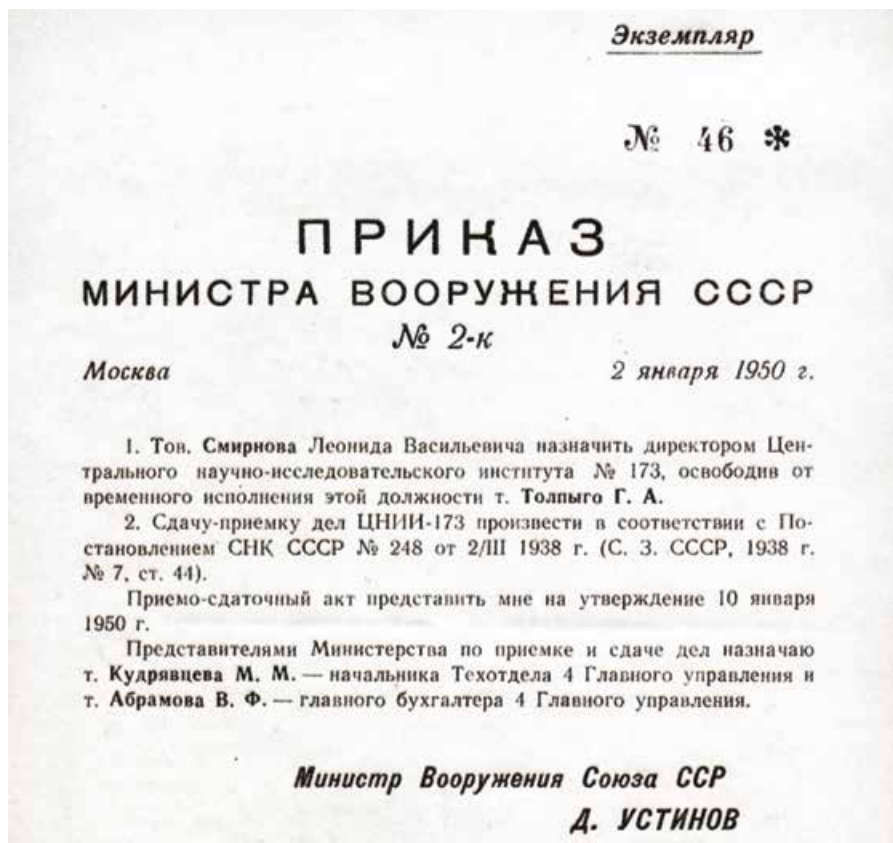 Экземпляр
№ 46 *
ПРИКАЗ
МИНИСТРА ВООРУЖЕНИЯ СССР
№ 2-к
Москва 2 января 1950 г.
1. Тов. Смирнова Леонида Васильевича назначить директором Цен-
трального научно-исследовательского института № 173, освободив от
временного исполнения этой должности т. Толпыго Г. А.
2. Сдачу-приемку дел ЦНИИ-173 произвести в соответствии с По-
становлением СНК СССР № 248 от 2/III 1938 г. (С. З. СССР, 1938 г.
№ 7, ст. 44).
Приемо-сдаточный акт представить мне на утверждение 10 января
1950 г.
Представителями Министерства по приемке и сдаче дел назначаю
т. Кудрявцева М. М. — начальника Техотдела 4 Главного управления и
т. Абрамова В. Ф. — главного бухгалтера 4 Главного управления.
Министр Вооружения Союза ССР
Д. УСТИНОВ